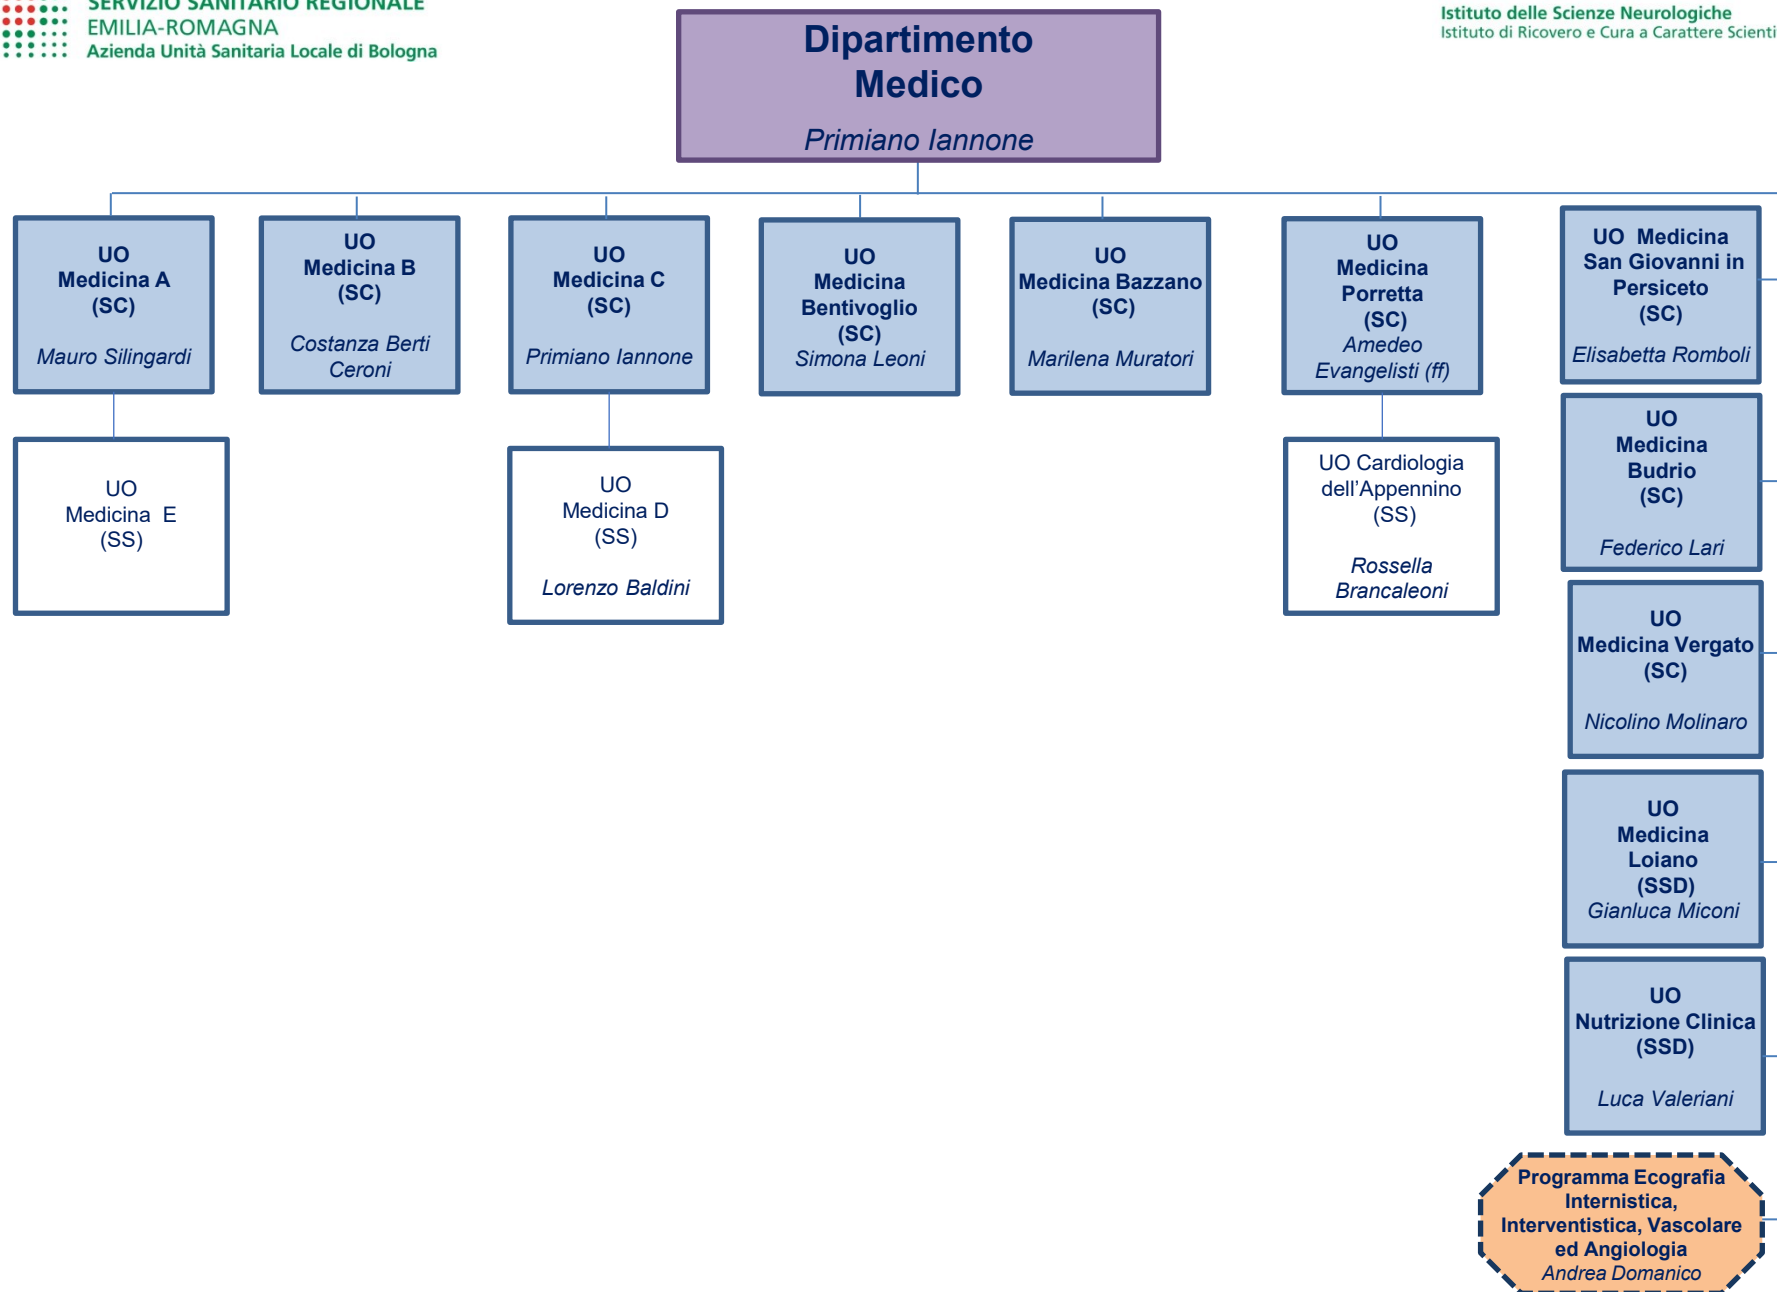 SERVIZIO SANITARIO REGIONALE
EMILIA-ROMAGNA
Azienda Unità Sanitaria Locale di Bologna
Istituto delle Scienze Neurologiche
Istituto di Ricovero e Cura a Carattere Scienti
Dipartimento
Medico
Primiano Iannone
UO
Medicina A
(SC)
Mauro Silingardi
UO
Medicina B
(SC)
Costanza Berti
Ceroni
UO
Medicina C
(SC)
Primiano Iannone
UO
Medicina
Bentivoglio
(SC)
Simona Leoni
UO
Medicina Bazzano
(SC)
Marilena Muratori
UO
Medicina
Porretta
(SC)
Amedeo
Evangelisti (ff)
UO Medicina
San Giovanni in
Persiceto
(SC)
Elisabetta Romboli
UO
Medicina E
(SS)
UO
Medicina D
(SS)
Lorenzo Baldini
UO Cardiologia
dell'Appennino
(SS)
Rossella
Brancaleoni
UO
Medicina
Budrio
(SC)
Federico Lari
UO
Medicina Vergato
(SC)
Nicolino Molinaro
UO
Medicina
Loiano
(SSD)
Gianluca Miconi
UO
Nutrizione Clinica
(SSD)
Luca Valeriani
Programma Ecografia
Internistica,
Interventistica, Vascolare
ed Angiologia
Andrea Domanico